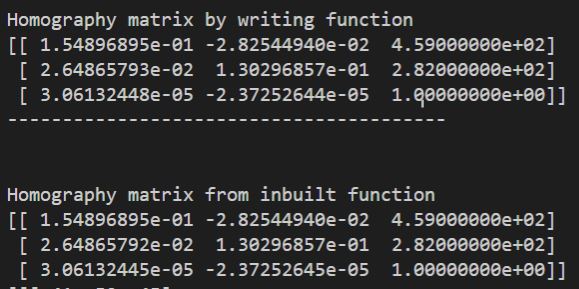 Homography matrix by writing function
[[ 1.54896895e-01 -2.82544940e-02  4.59000000e+02]
 [ 2.64865793e-02  1.30296857e-01  2.82000000e+02]
 [ 3.06132448e-05 -2.37252644e-05  1.00000000e+00]]
----------------------------------------
Homography matrix from inbuilt function
[[ 1.54896895e-01 -2.82544940e-02  4.59000000e+02]
 [ 2.64865792e-02  1.30296857e-01  2.82000000e+02]
 [ 3.06132445e-05 -2.37252645e-05  1.00000000e+00]]